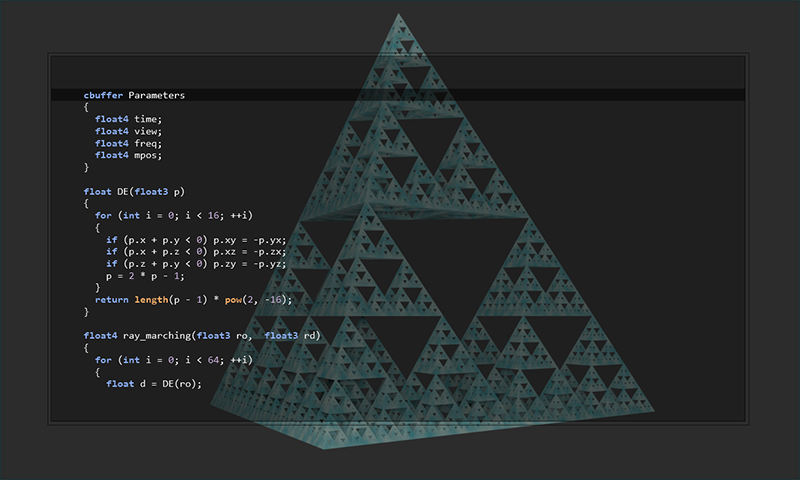 cbuffer Parameters
{
  float4 time;
  float4 view;
  float4 freq;
  float4 mpos;
}
float DE(float3 p)
{
  for (int i = 0; i < 16; ++i)
  {
    if (p.x + p.y < 0) p.xy = -p.yx;
    if (p.x + p.z < 0) p.xz = -p.zx;
    if (p.z + p.y < 0) p.zy = -p.yz;
    p = 2 * p - 1;
  }
  return length(p - 1) * pow(2, -16);
}
float4 ray_marching(float3 ro,  float3 rd)
{
  for (int i = 0; i < 64; ++i)
  {
    float d = DE(ro);